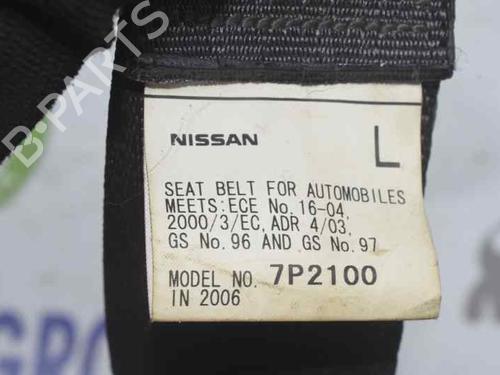 NISSAN L
SEAT BELT FOR AUTOMOBILES
MEETS:ECE No.16-04,
2000/3/EC, ADR 4/03,
GS No.96 AND GS No.97
MODEL NO. 7P2100
IN 2006
B-PARTS